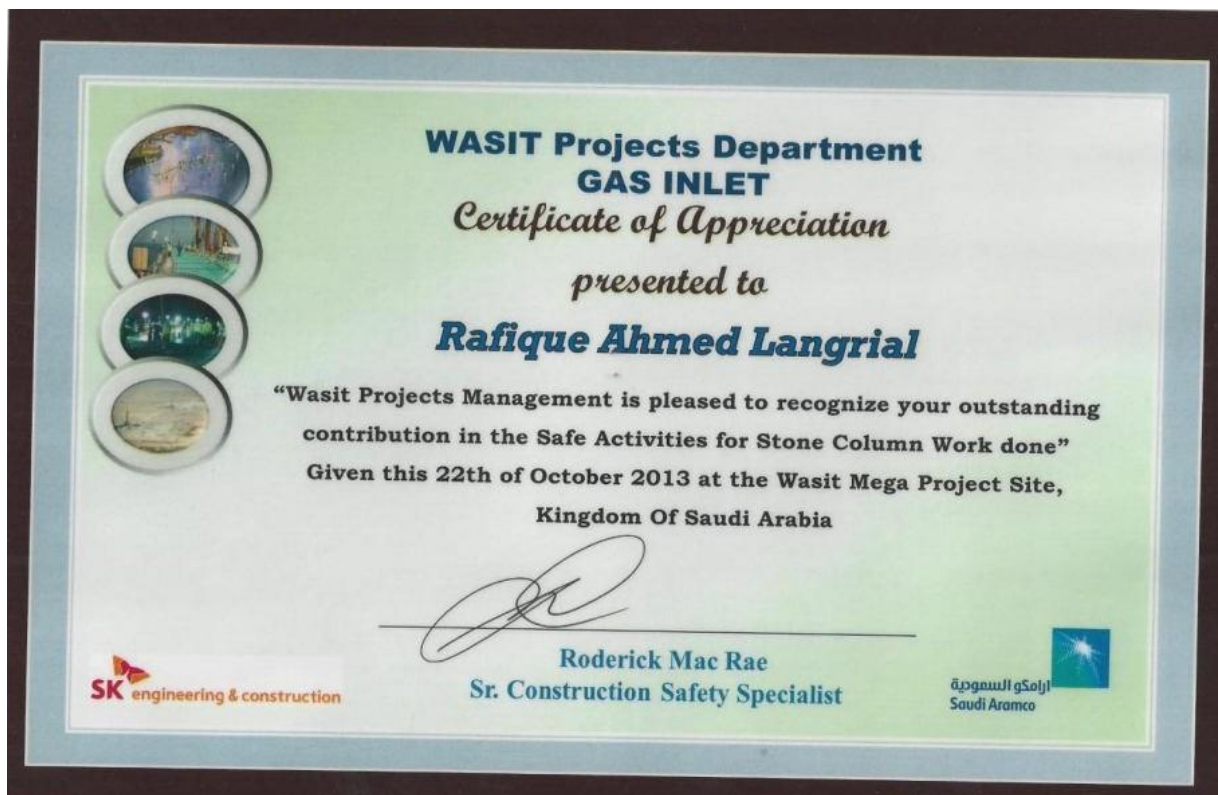 WASIT Projects Department
GAS INLET
Certificate of Appreciation
presented to
Rafique Ahmed Langrial
“Wasit Projects Management is pleased to recognize your outstanding
contribution in the Safe Activities for Stone Column Work done”
Given this 22th of October 2013 at the Wasit Mega Project Site,
Kingdom Of Saudi Arabia
Roderick Mac Rae
Sr. Construction Safety Specialist
SK engineering & construction
ارامكو السعودية
Saudi Aramco